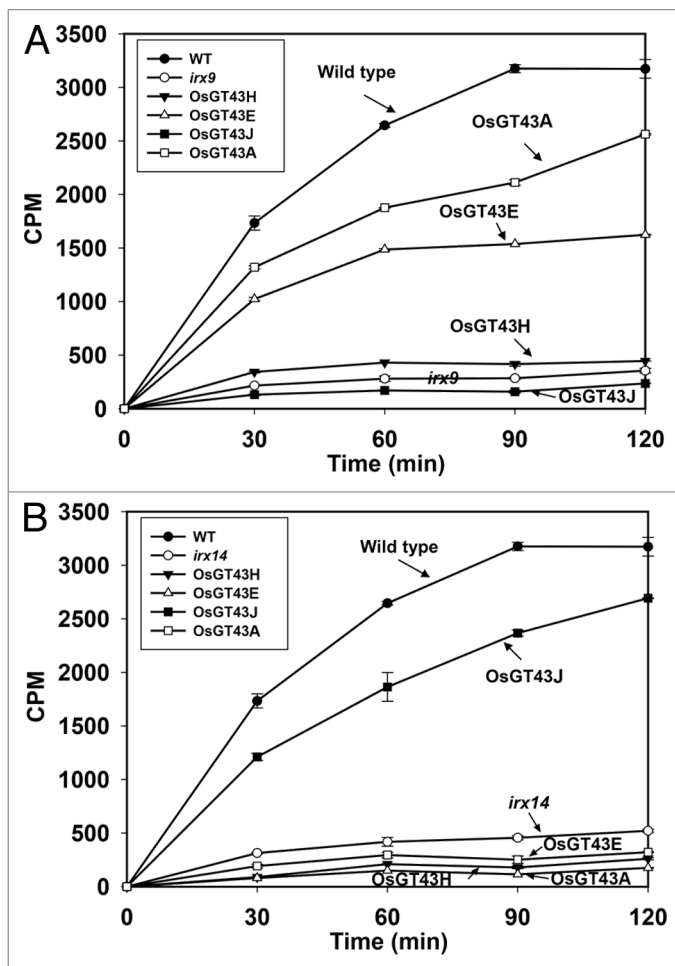 A
3500
3000
2500
2000
1500
1000
500
0
CPM
WT
irx9
OsGT43H
OsGT43E
OsGT43J
OsGT43A
Wild type
OsGT43A
OsGT43E
OsGT43H
irx9
OsGT43J
0 30 60 90 120
Time (min)
B
3500
3000
2500
2000
1500
1000
500
0
CPM
WT
irx14
OsGT43H
OsGT43E
OsGT43J
OsGT43A
Wild type
OsGT43J
irx14
OsGT43E
OsGT43H OsGT43A
0 30 60 90 120
Time (min)